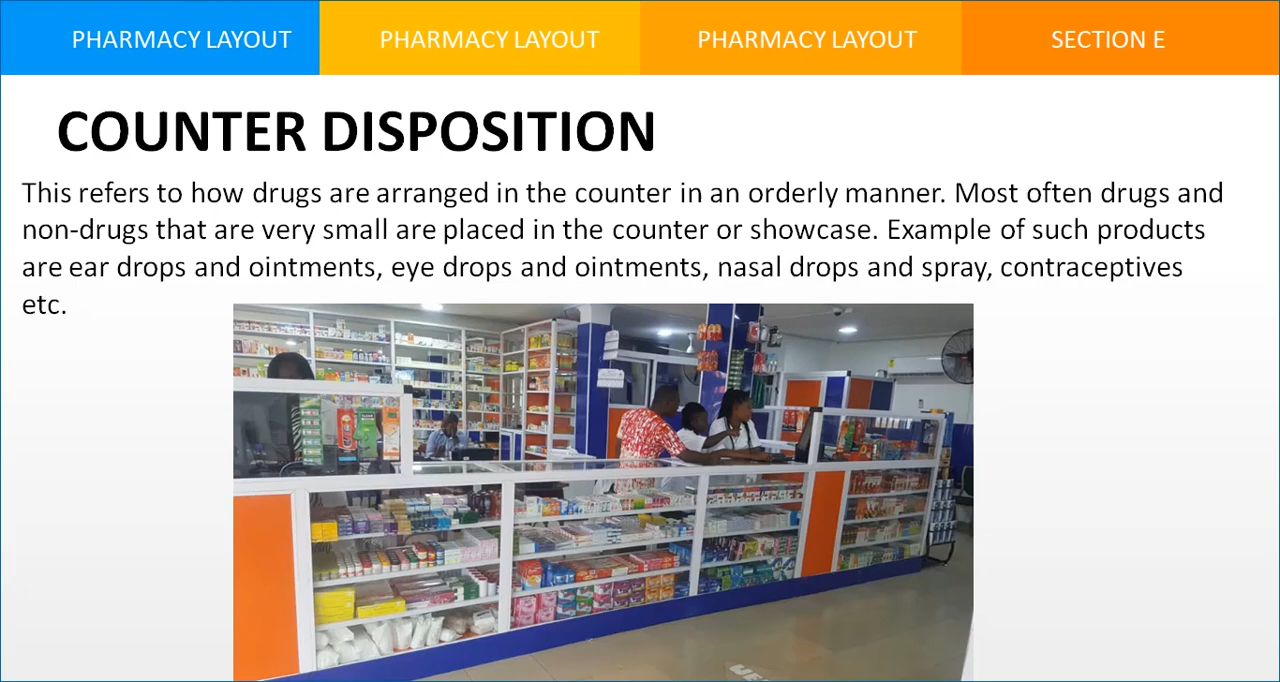 PHARMACY LAYOUT
PHARMACY LAYOUT
PHARMACY LAYOUT
SECTION E
COUNTER DISPOSITION
This refers to how drugs are arranged in the counter in an orderly manner. Most often drugs and
non-drugs that are very small are placed in the counter or showcase. Example of such products
are ear drops and ointments, eye drops and ointments, nasal drops and spray, contraceptives
etc.